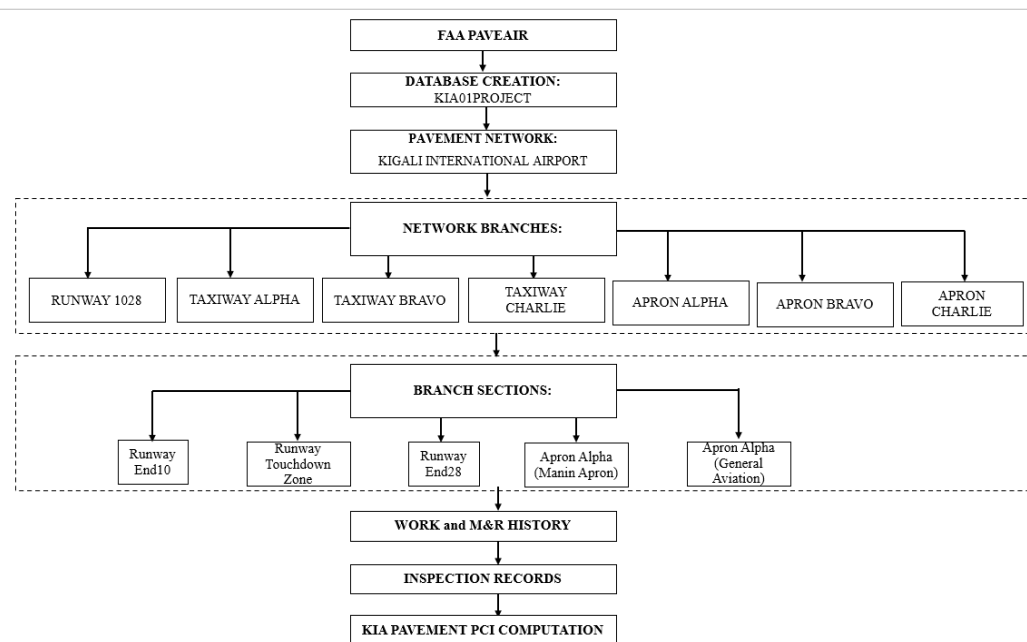 FAA PAVEAIR
DATABASE CREATION:
KIA01PROJECT
PAVEMENT NETWORK:
KIGALI INTERNATIONAL AIRPORT
NETWORK BRANCHES:
RUNWAY 1028
TAXIWAY ALPHA
TAXIWAY BRAVO
TAXIWAY
CHARLIE
APRON ALPHA
APRON BRAVO
APRON
CHARLIE
BRANCH SECTIONS:
Runway
End10
Runway
Touchdown
Zone
Runway
End28
Apron Alpha
(Manin Apron)
Apron Alpha
(General
Aviation)
WORK and M&R HISTORY
INSPECTION RECORDS
KIA PAVEMENT PCI COMPUTATION